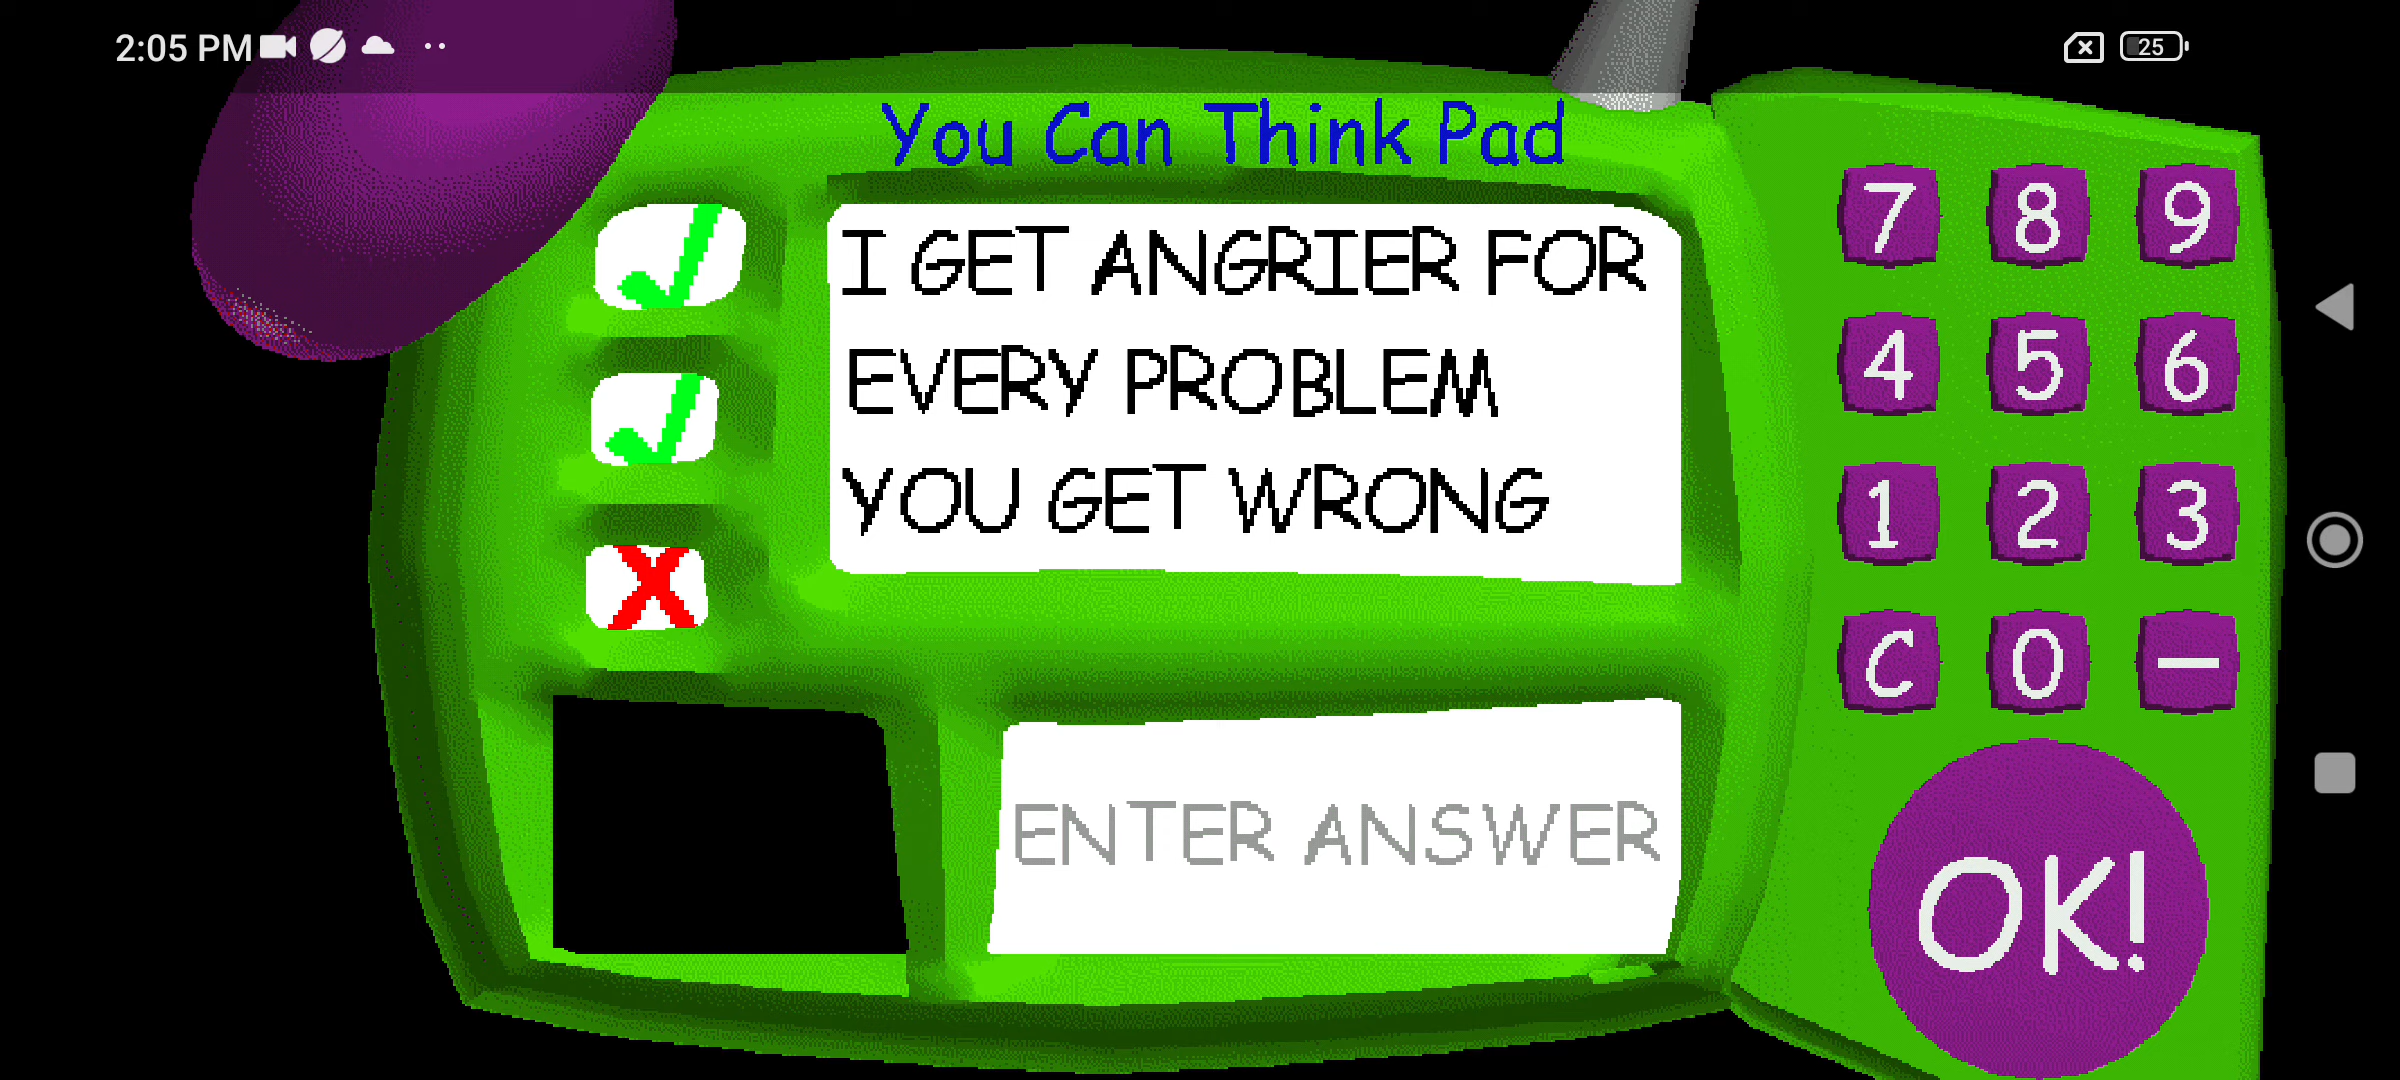 2:05 PM
25
You Can Think Pad
I GET ANGRIER FOR
EVERY PROBLEM
YOU GET WRONG
ENTER ANSWER
7 8 9
4 5 6
1 2 3
C 0 −
OK!